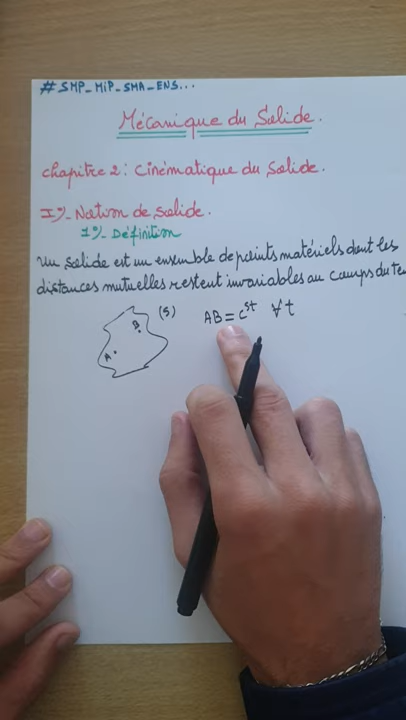 # SMP_MiP_SMA_ENS...
Mécanique du Solide.
chapitre 2 : Cinématique du Solide.
I°/- Notion de solide.
1°/- Définition
Un solide est un ensemble de points matériels dont les
distances mutuelles restent invariables au cours du te
(S) AB = cst ∀t
B
A